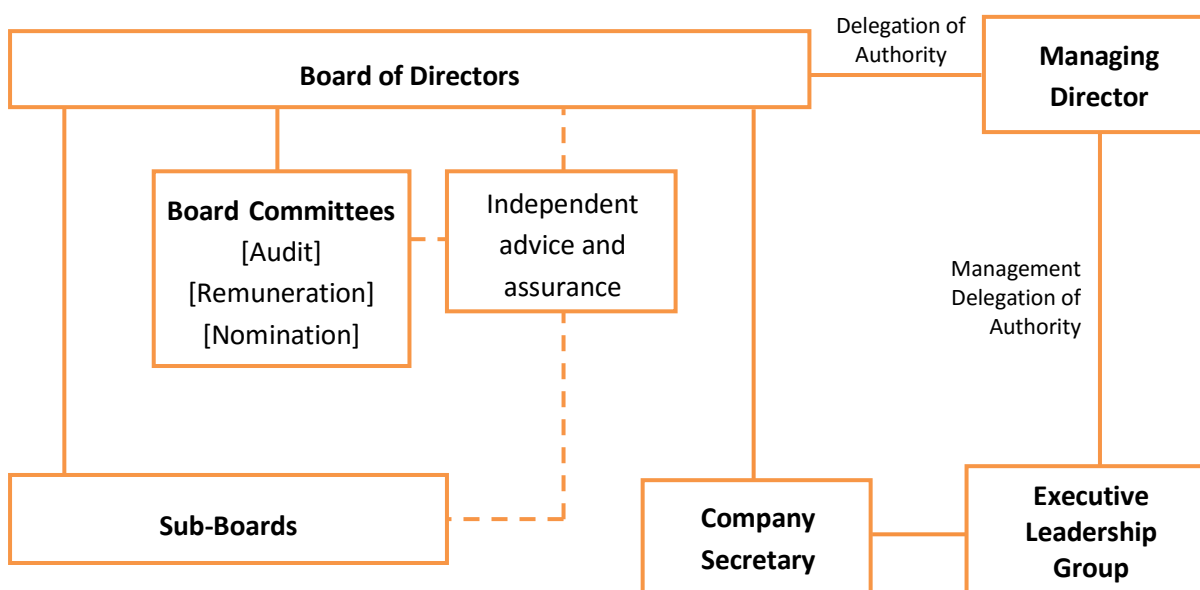 Board of Directors
Delegation of
Authority
Managing
Director
Board Committees
[Audit]
[Remuneration]
[Nomination]
Independent
advice and
assurance
Management
Delegation of
Authority
Sub-Boards
Company
Secretary
Executive
Leadership
Group